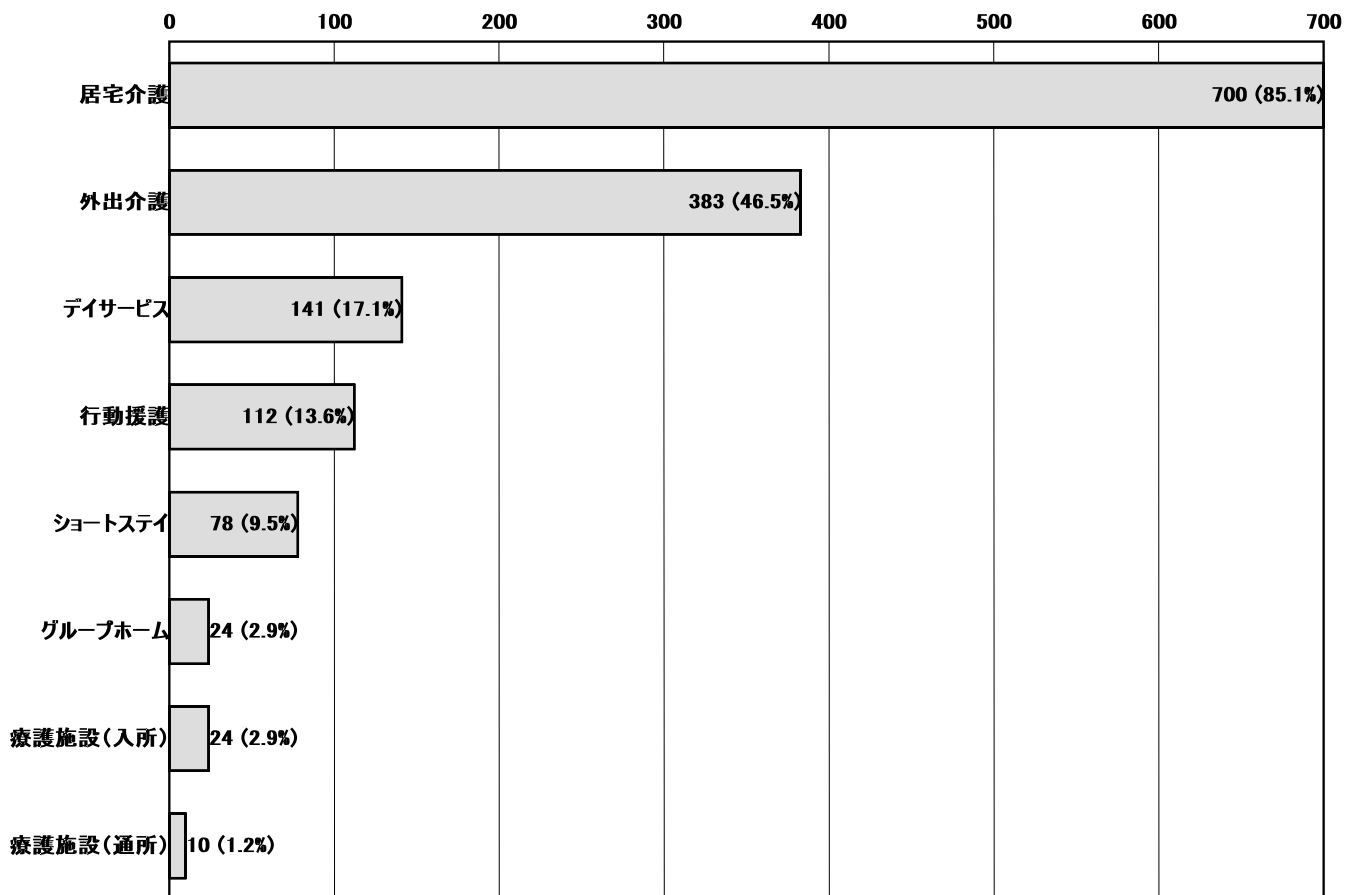 0 100 200 300 400 500 600 700
居宅介護 700 (85.1%)
外出介護 383 (46.5%)
デイサービス 141 (17.1%)
行動援護 112 (13.6%)
ショートステイ 78 (9.5%)
グループホーム 24 (2.9%)
療護施設(入所) 24 (2.9%)
療護施設(通所) 10 (1.2%)